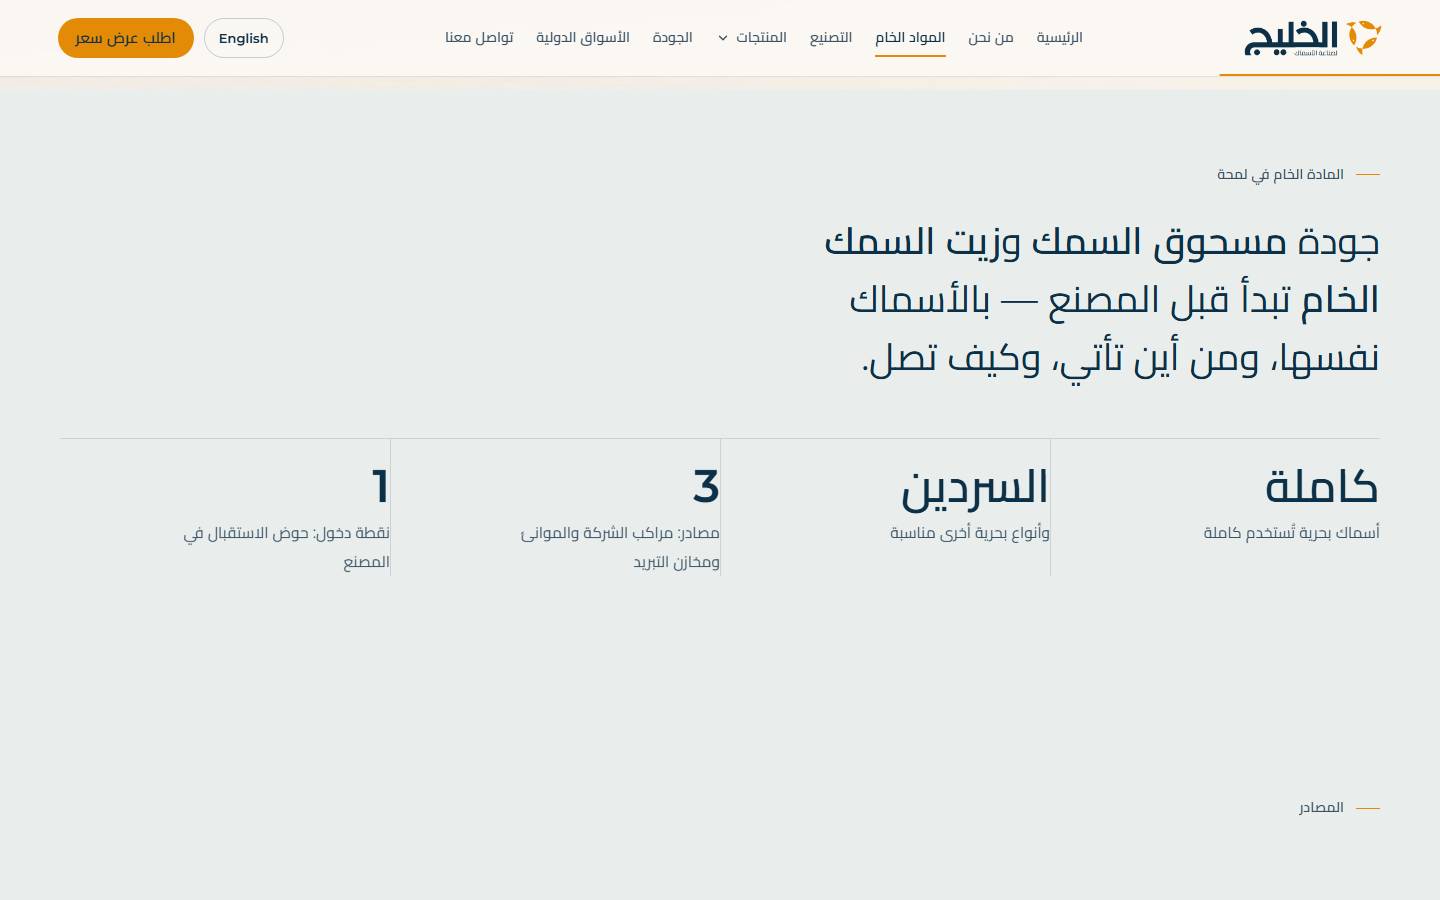 الخليج
لصناعة الأسماك
الرئيسية
من نحن
المواد الخام
التصنيع
المنتجات
الجودة
الأسواق الدولية
تواصل معنا
English
اطلب عرض سعر
المادة الخام في لمحة
جودة مسحوق السمك وزيت السمك
الخام تبدأ قبل المصنع — بالأسماك
نفسها، ومن أين تأتي، وكيف تصل.
كاملة
أسماك بحرية تُستخدم كاملة
السردين
وأنواع بحرية أخرى مناسبة
3
مصادر: مراكب الشركة والموانئ
ومخازن التبريد
1
نقطة دخول: حوض الاستقبال في
المصنع
المصادر